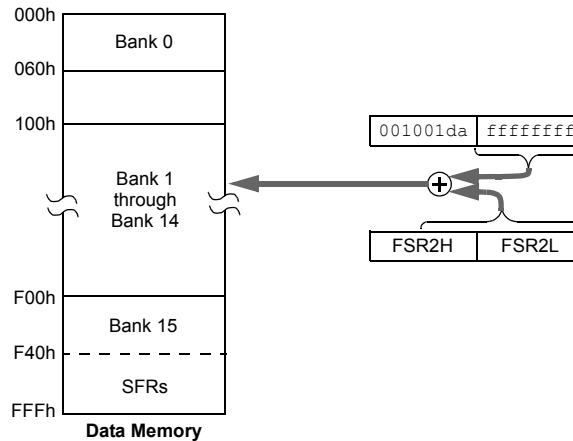 000h
Bank 0
060h
100h
001001da ffffffff
Bank 1
through
Bank 14
FSR2H FSR2L
F00h
Bank 15
F40h
SFRs
FFFh
Data Memory